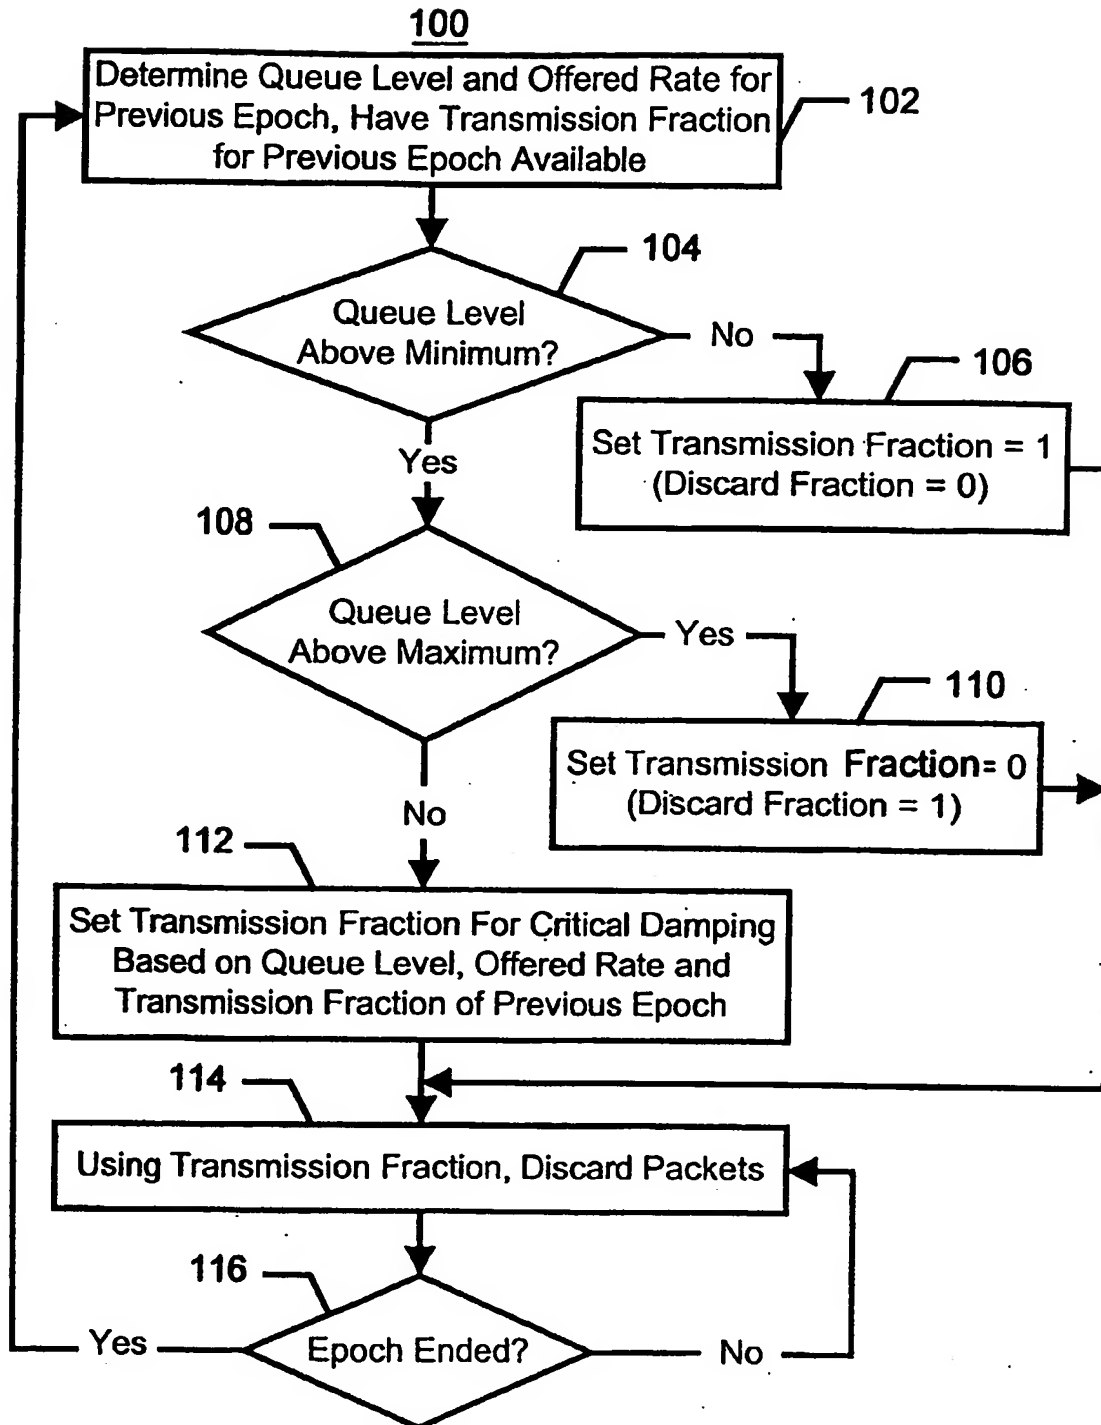 100
Determine Queue Level and Offered Rate for
Previous Epoch, Have Transmission Fraction
for Previous Epoch Available
102
104
Queue Level
Above Minimum?
No
106
Set Transmission Fraction = 1
(Discard Fraction = 0)
Yes
108
Queue Level
Above Maximum?
Yes
110
Set Transmission Fraction= 0
(Discard Fraction = 1)
No
112
Set Transmission Fraction For Critical Damping
Based on Queue Level, Offered Rate and
Transmission Fraction of Previous Epoch
114
Using Transmission Fraction, Discard Packets
116
Yes
Epoch Ended?
No